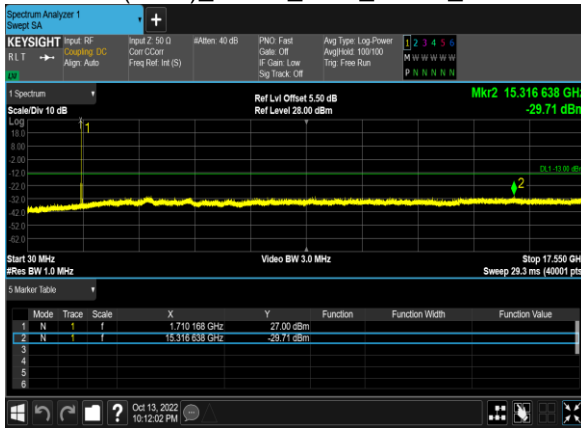 Spectrum Analyzer 1
Swept SA
KEYSIGHT Input: RF Input Z: 50 Ω #Atten: 40 dB PNO: Fast Avg Type: Log-Power 1 2 3 4 5 6
RLT Coupling: DC Corr CCorr Gate: Off Avg|Hold: 100/100 M W W W W W
Align: Auto Freq Ref: Int (S) IF Gain: Low Trig: Free Run P N N N N N
Sig Track: Off
1 Spectrum Ref Lvl Offset 5.50 dB Mkr2 15.316 638 GHz
Scale/Div 10 dB Ref Level 28.00 dBm -29.71 dBm
Log
18.0 1
8.00
-2.00
-12.0 DL1 -13.00 dBm
-22.0 2
-32.0
-42.0
-52.0
-62.0
Start 30 MHz Video BW 3.0 MHz Stop 17.550 GHz
#Res BW 1.0 MHz Sweep 29.3 ms (40001 pts
5 Marker Table
Mode Trace Scale X Y Function Function Width Function Value
1 N 1 f 1.710 168 GHz 27.00 dBm
2 N 1 f 15.316 638 GHz -29.71 dBm
3
4
5
6
? Oct 13, 2022
10:12:02 PM